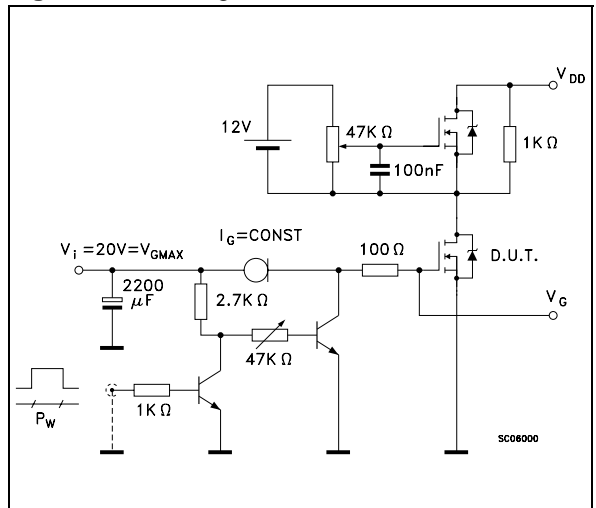 V DD
12V
47K Ω
1K Ω
100nF
V i =20V=V GMAX
I G =CONST
100 Ω
D.U.T.
2200
μF
2.7K Ω
V G
47K Ω
1K Ω
P W
SC06000